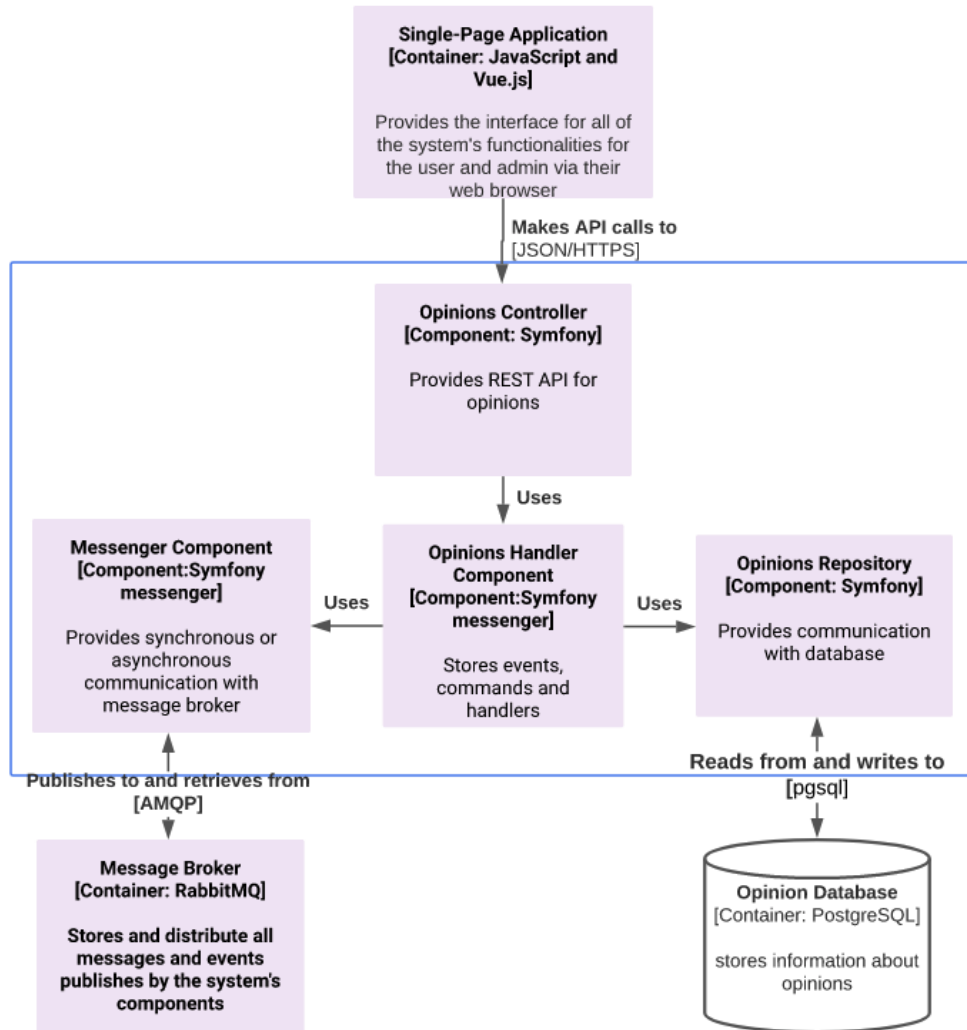 Single-Page Application
[Container: JavaScript and
Vue.js]
Provides the interface for all of
the system's functionalities for
the user and admin via their
web browser
Makes API calls to
[JSON/HTTPS]
Opinions Controller
[Component: Symfony]
Provides REST API for
opinions
Uses
Messenger Component
[Component:Symfony
messenger]
Provides synchronous or
asynchronous
communication with
message broker
Uses
Opinions Handler
Component
[Component:Symfony
messenger]
Stores events,
commands and
handlers
Uses
Opinions Repository
[Component: Symfony]
Provides communication
with database
Publishes to and retrieves from
[AMQP]
Reads from and writes to
[pgsql]
Message Broker
[Container: RabbitMQ]
Stores and distribute all
messages and events
publishes by the system's
components
Opinion Database
[Container: PostgreSQL]
stores information about
opinions